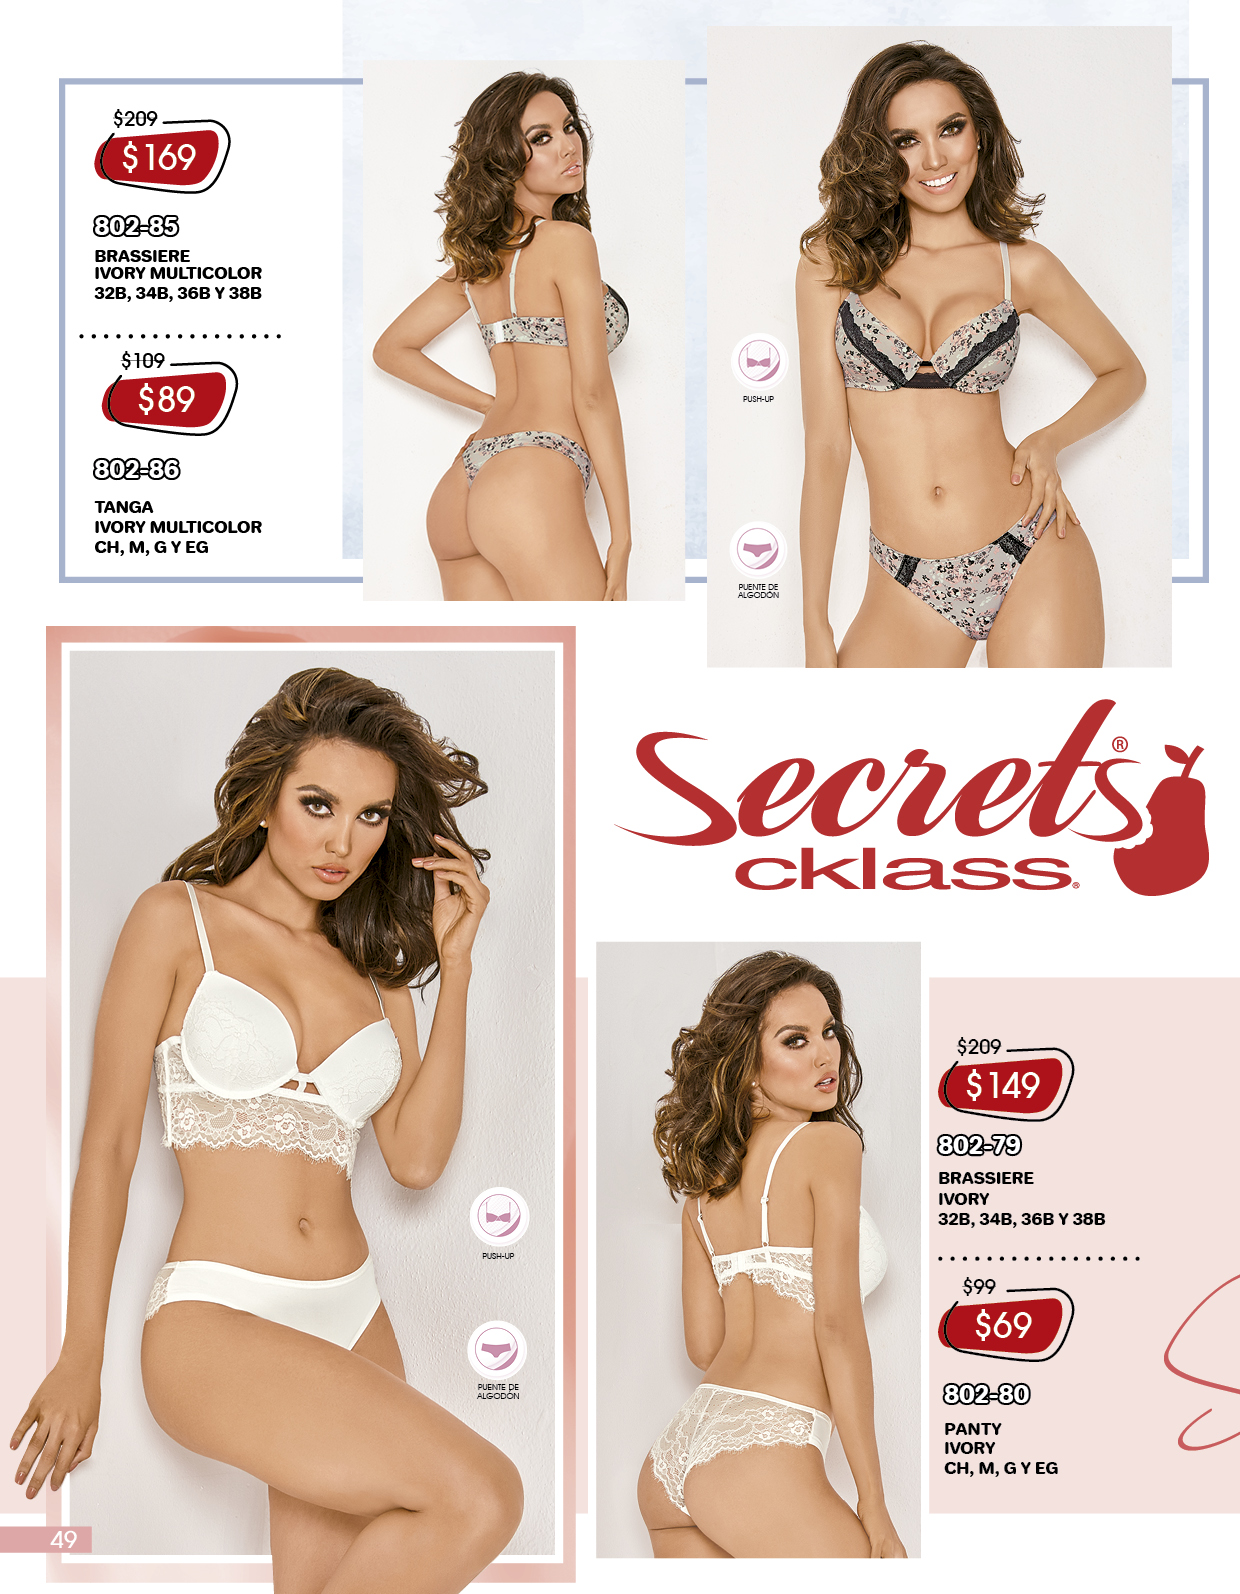 $209
$169
802-85
BRASSIERE
IVORY MULTICOLOR
32B, 34B, 36B Y 38B
$109
$89
802-86
TANGA
IVORY MULTICOLOR
CH, M, G Y EG
PUSH-UP
PUENTE DE
ALGODÓN
Secrets®
cklass®
PUSH-UP
PUENTE DE
ALGODÓN
$209
$149
802-79
BRASSIERE
IVORY
32B, 34B, 36B Y 38B
$99
$69
802-80
PANTY
IVORY
CH, M, G Y EG
49